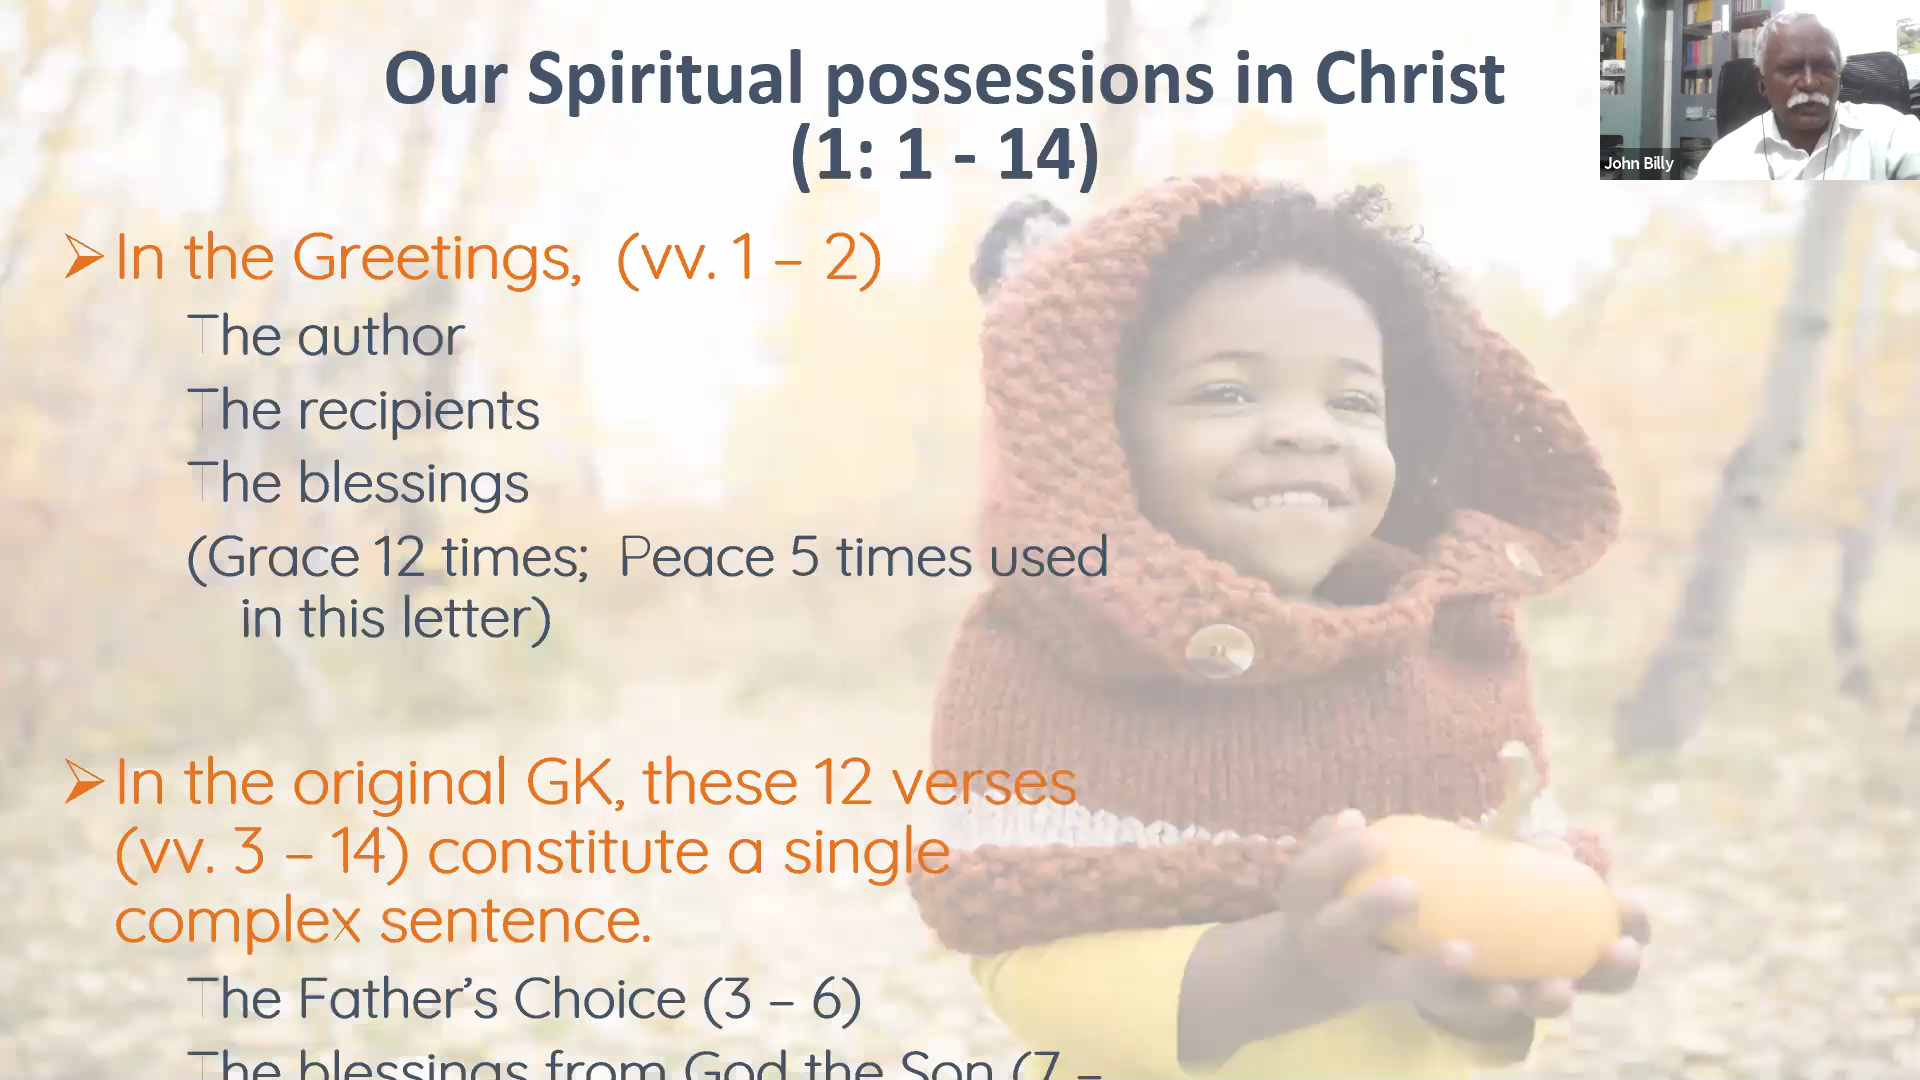 Our Spiritual possessions in Christ
(1: 1 - 14)
John Billy
➢In the Greetings, (vv. 1 – 2)
The author
The recipients
The blessings
(Grace 12 times; Peace 5 times used
in this letter)
➢In the original GK, these 12 verses
(vv. 3 – 14) constitute a single
complex sentence.
The Father’s Choice (3 – 6)
The blessings from God the Son (7 –